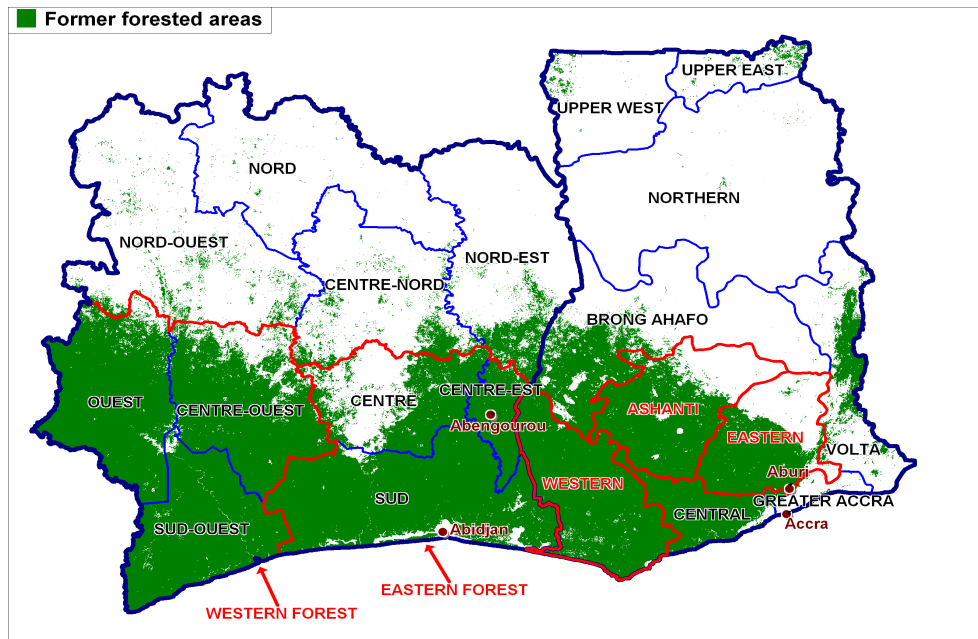 Former forested areas
UPPER EAST
UPPER WEST
NORD
NORTHERN
NORD-OUEST
NORD-EST
CENTRE-NORD
BRONG AHAFO
CENTRE-EST
OUEST
CENTRE-OUEST
CENTRE
ASHANTI
Abengourou
EASTERN
VOLTA
Aburi
WESTERN
SUD
GREATER ACCRA
CENTRAL
SUD-OUEST
Abidjan
Accra
EASTERN FOREST
WESTERN FOREST